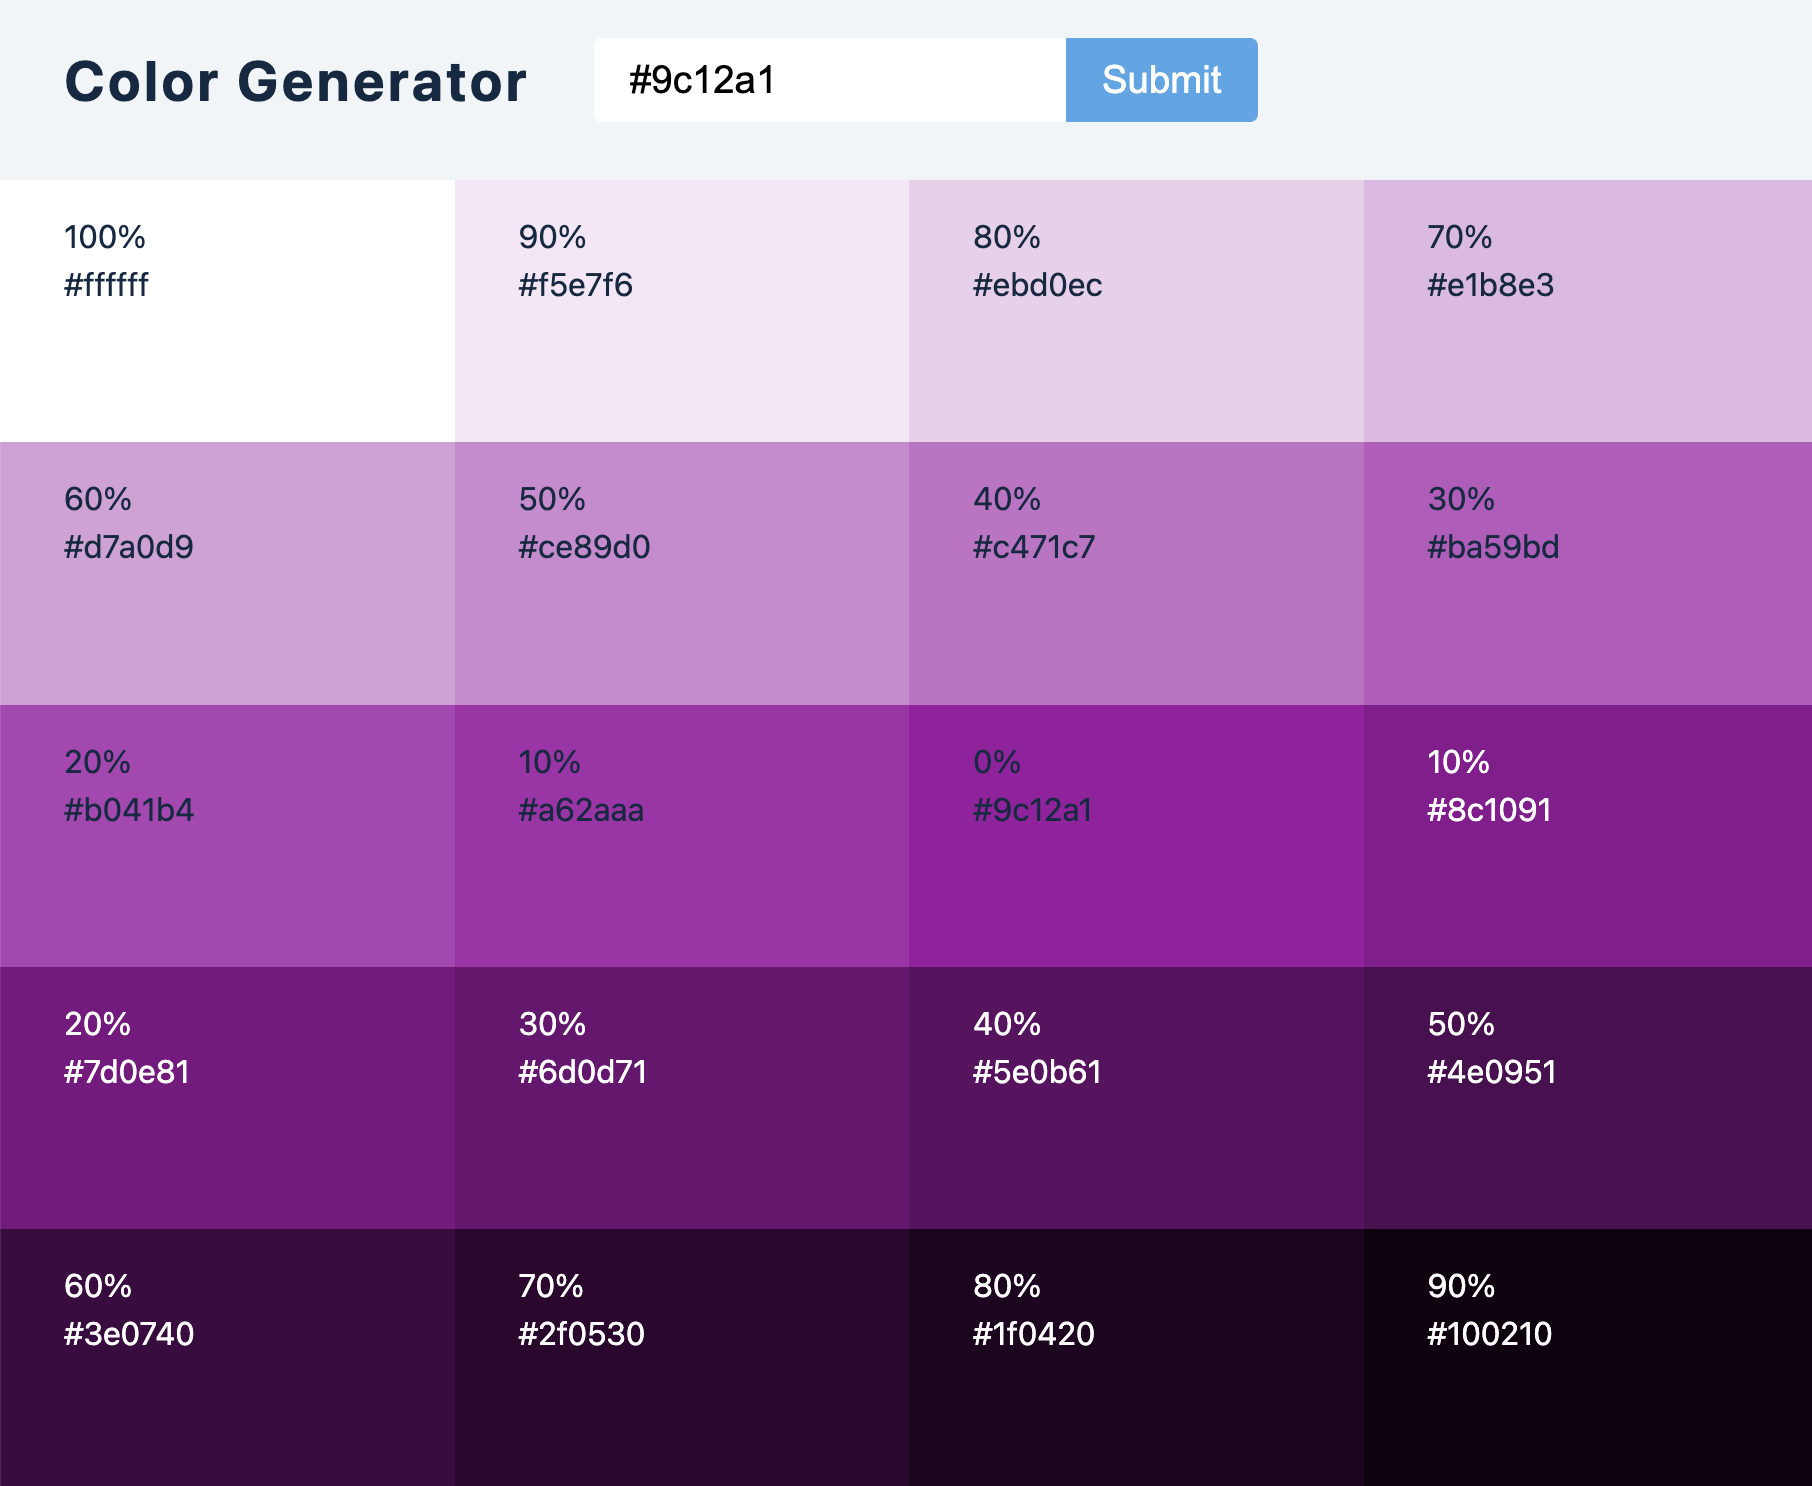 Color Generator
#9c12a1
Submit
100%
#ffffff
90%
#f5e7f6
80%
#ebd0ec
70%
#e1b8e3
60%
#d7a0d9
50%
#ce89d0
40%
#c471c7
30%
#ba59bd
20%
#b041b4
10%
#a62aaa
0%
#9c12a1
10%
#8c1091
20%
#7d0e81
30%
#6d0d71
40%
#5e0b61
50%
#4e0951
60%
#3e0740
70%
#2f0530
80%
#1f0420
90%
#100210